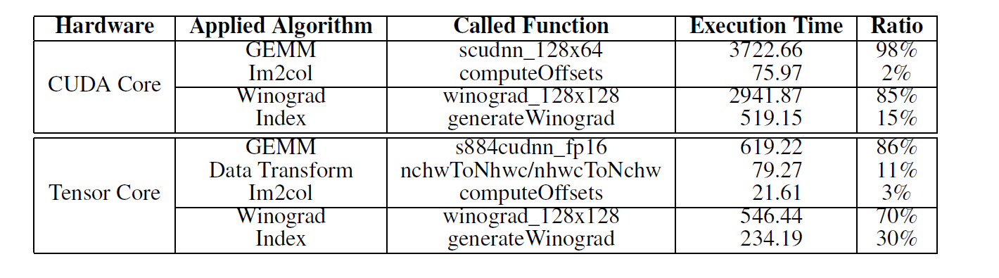 Hardware Applied Algorithm Called Function Execution Time Ratio
GEMM scudnn_128x64 3722.66 98%
Im2col computeOffsets 75.97 2%
CUDA Core
Winograd winograd_128x128 2941.87 85%
Index generateWinograd 519.15 15%
GEMM s884cudnn_fp16 619.22 86%
Data Transform nchwToNhwc/nhwcToNchw 79.27 11%
Tensor Core Im2col computeOffsets 21.61 3%
Winograd winograd_128x128 546.44 70%
Index generateWinograd 234.19 30%